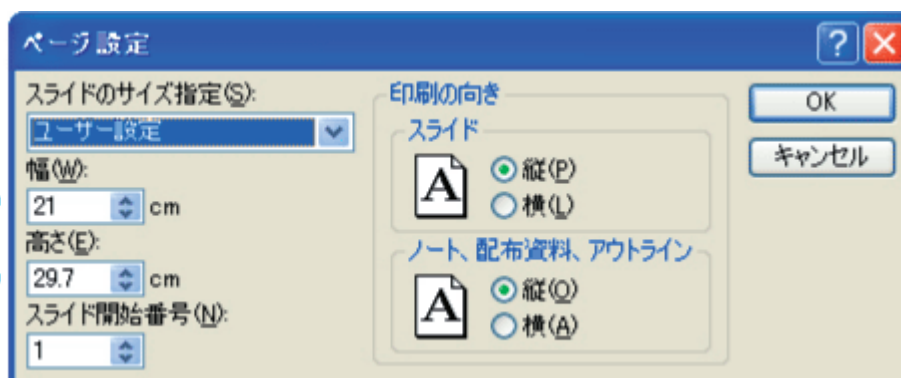 ページ設定
スライドのサイズ指定(S):
ユーザー設定
幅(W):
21 cm
高さ(E):
29.7 cm
スライド開始番号(N):
1
印刷の向き
スライド
A 縦(P)
横(L)
ノート、配布資料、アウトライン
A 縦(O)
横(A)
OK
キャンセル